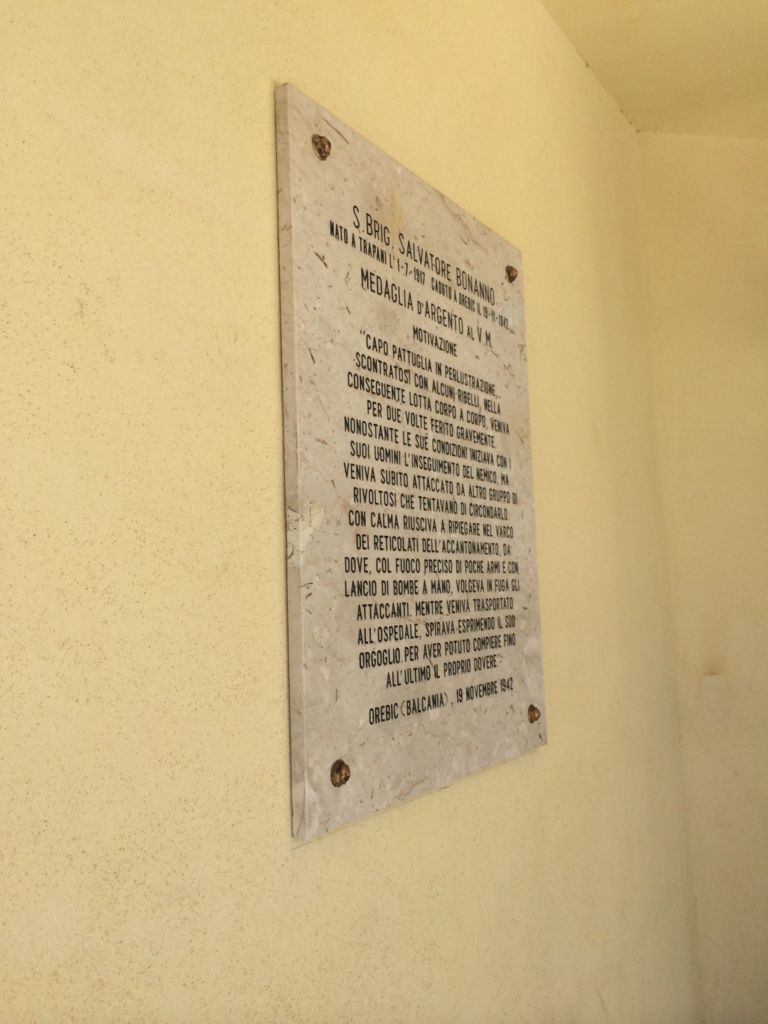 S. BRIG. SALVATORE BONANNO
NATO A TRAPANI L'1-7-1917 CADUTO A OREBIC IL 19-11-1942
MEDAGLIA D'ARGENTO AL V.M.
MOTIVAZIONE
"CAPO PATTUGLIA IN PERLUSTRAZIONE,
SCONTRATOSI CON ALCUNI RIBELLI, NELLA
CONSEGUENTE LOTTA CORPO A CORPO, VENIVA
PER DUE VOLTE FERITO GRAVEMENTE.
NONOSTANTE LE SUE CONDIZIONI INIZIAVA CON I
SUOI UOMINI L'INSEGUIMENTO DEL NEMICO, MA
VENIVA SUBITO ATTACCATO DA ALTRO GRUPPO DI
RIVOLTOSI CHE TENTAVANO DI CIRCONDARLO.
CON CALMA RIUSCIVA A RIPIEGARE NEL VARCO
DEI RETICOLATI DELL'ACCANTONAMENTO, DA
DOVE, COL FUOCO PRECISO DI POCHE ARMI E CON
LANCIO DI BOMBE A MANO, VOLGEVA IN FUGA GLI
ATTACCANTI. MENTRE VENIVA TRASPORTATO
ALL'OSPEDALE, SPIRAVA ESPRIMENDO IL SUO
ORGOGLIO PER AVER POTUTO COMPIERE FINO
ALL'ULTIMO IL PROPRIO DOVERE"
OREBIC (BALCANIA), 19 NOVEMBRE 1942